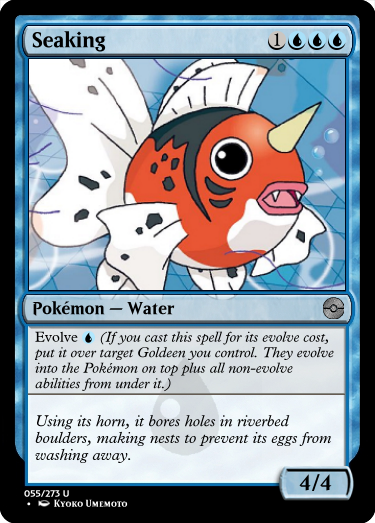 Seaking 1
Pokémon — Water
Evolve (If you cast this spell for its evolve cost,
put it over target Goldeen you control. They evolve
into the Pokémon on top plus all non-evolve
abilities from under it.)
Using its horn, it bores holes in riverbed
boulders, making nests to prevent its eggs from
washing away.
4/4
055/273 U
• Kyoko Umemoto